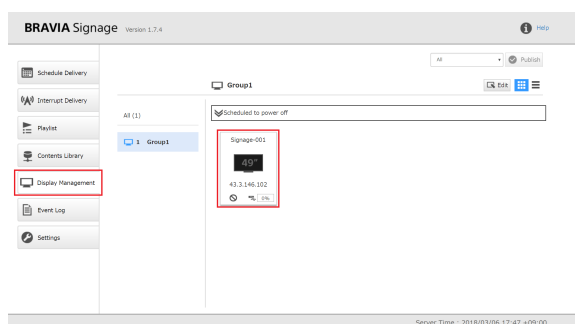 BRAVIA Signage Version 1.7.4
Help
All
Publish
Schedule Delivery
Group1
Edit
Interrupt Delivery
All (1)
Scheduled to power off
Playlist
1 Group1
Signage-001
Contents Library
49"
Display Management
43.3.146.102
0%
Event Log
Settings
Server Time : 2018/03/06 17:47 +09:00